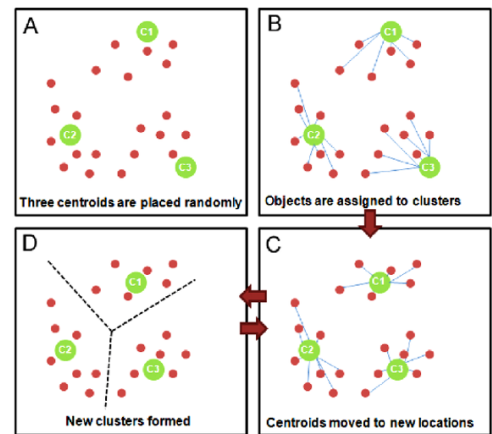 A
C1
C2
C3
Three centroids are placed randomly
B
C1
C2
C3
Objects are assigned to clusters
D
C1
C2
C3
New clusters formed
C
C1
C2
C3
Centroids moved to new locations